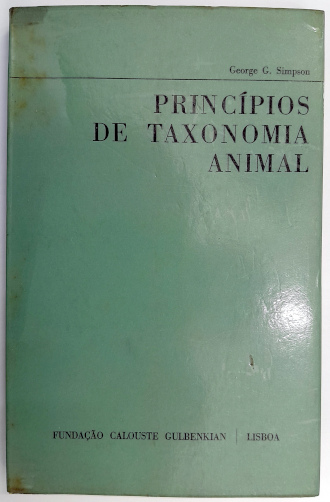 George G. Simpson
PRINCÍPIOS
DE TAXONOMIA
ANIMAL
FUNDAÇÃO CALOUSTE GULBENKIAN | LISBOA